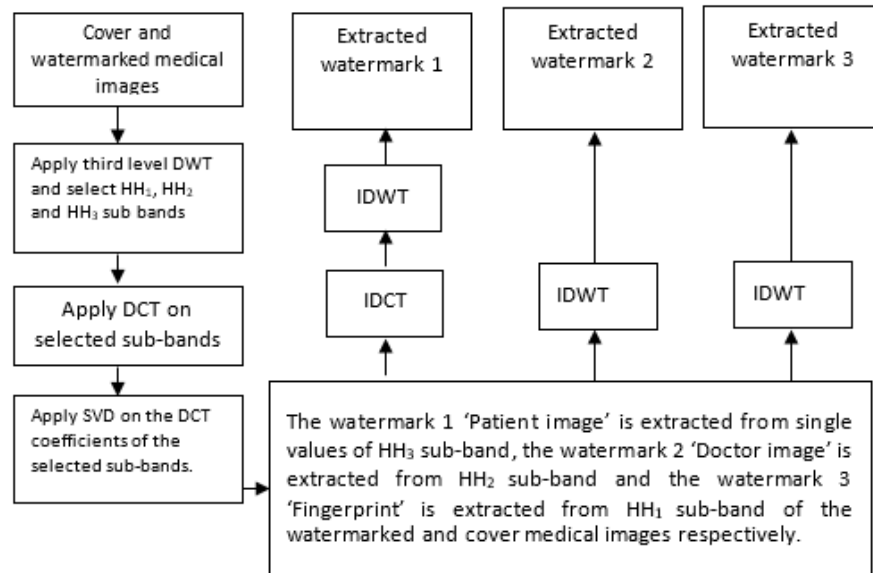 Cover and
watermarked medical
images
Apply third level DWT
and select HH₁, HH₂
and HH₃ sub bands
Apply DCT on
selected sub-bands
Apply SVD on the DCT
coefficients of the
selected sub-bands.
Extracted
watermark 1
IDWT
IDCT
Extracted
watermark 2
IDWT
Extracted
watermark 3
IDWT
The watermark 1 ‘Patient image’ is extracted from single
values of HH₃ sub-band, the watermark 2 ‘Doctor image’ is
extracted from HH₂ sub-band and the watermark 3
‘Fingerprint’ is extracted from HH₁ sub-band of the
watermarked and cover medical images respectively.